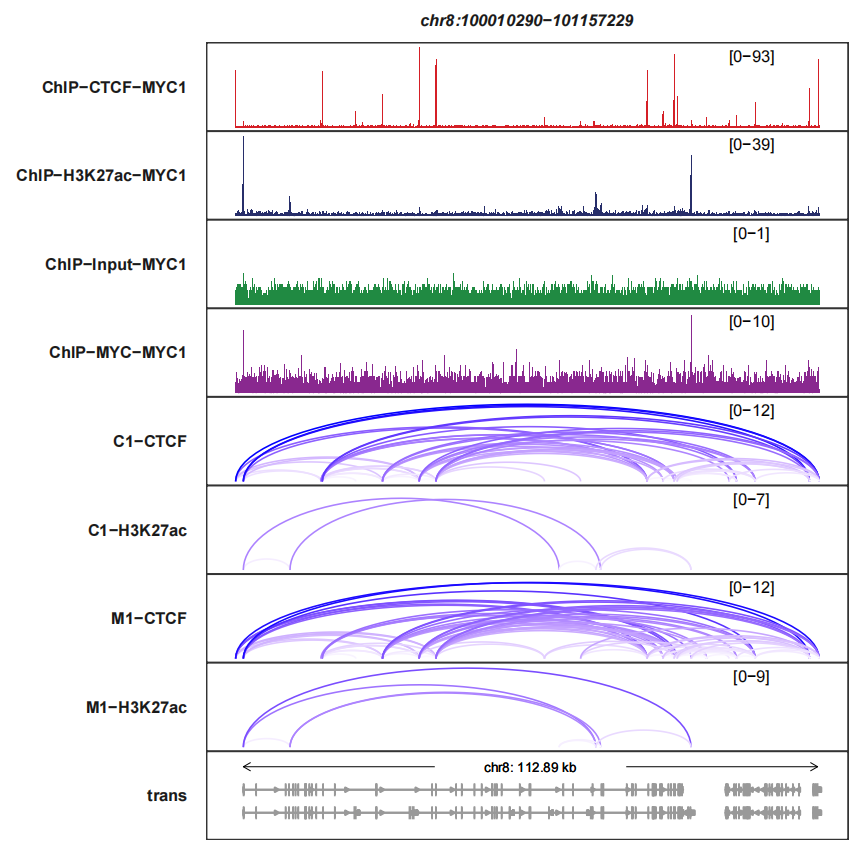 chr8:100010290−101157229
ChIP−CTCF−MYC1
[0−93]
ChIP−H3K27ac−MYC1
[0−39]
ChIP−Input−MYC1
[0−1]
ChIP−MYC−MYC1
[0−10]
C1−CTCF
[0−12]
C1−H3K27ac
[0−7]
M1−CTCF
[0−12]
M1−H3K27ac
[0−9]
chr8: 112.89 kb
trans